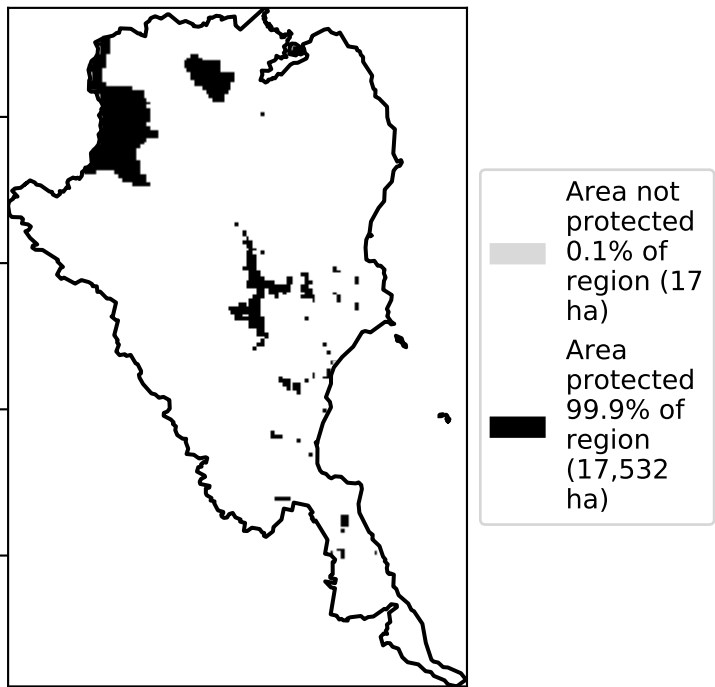 Area not
protected
0.1% of
region (17
ha)
Area
protected
99.9% of
region
(17,532
ha)